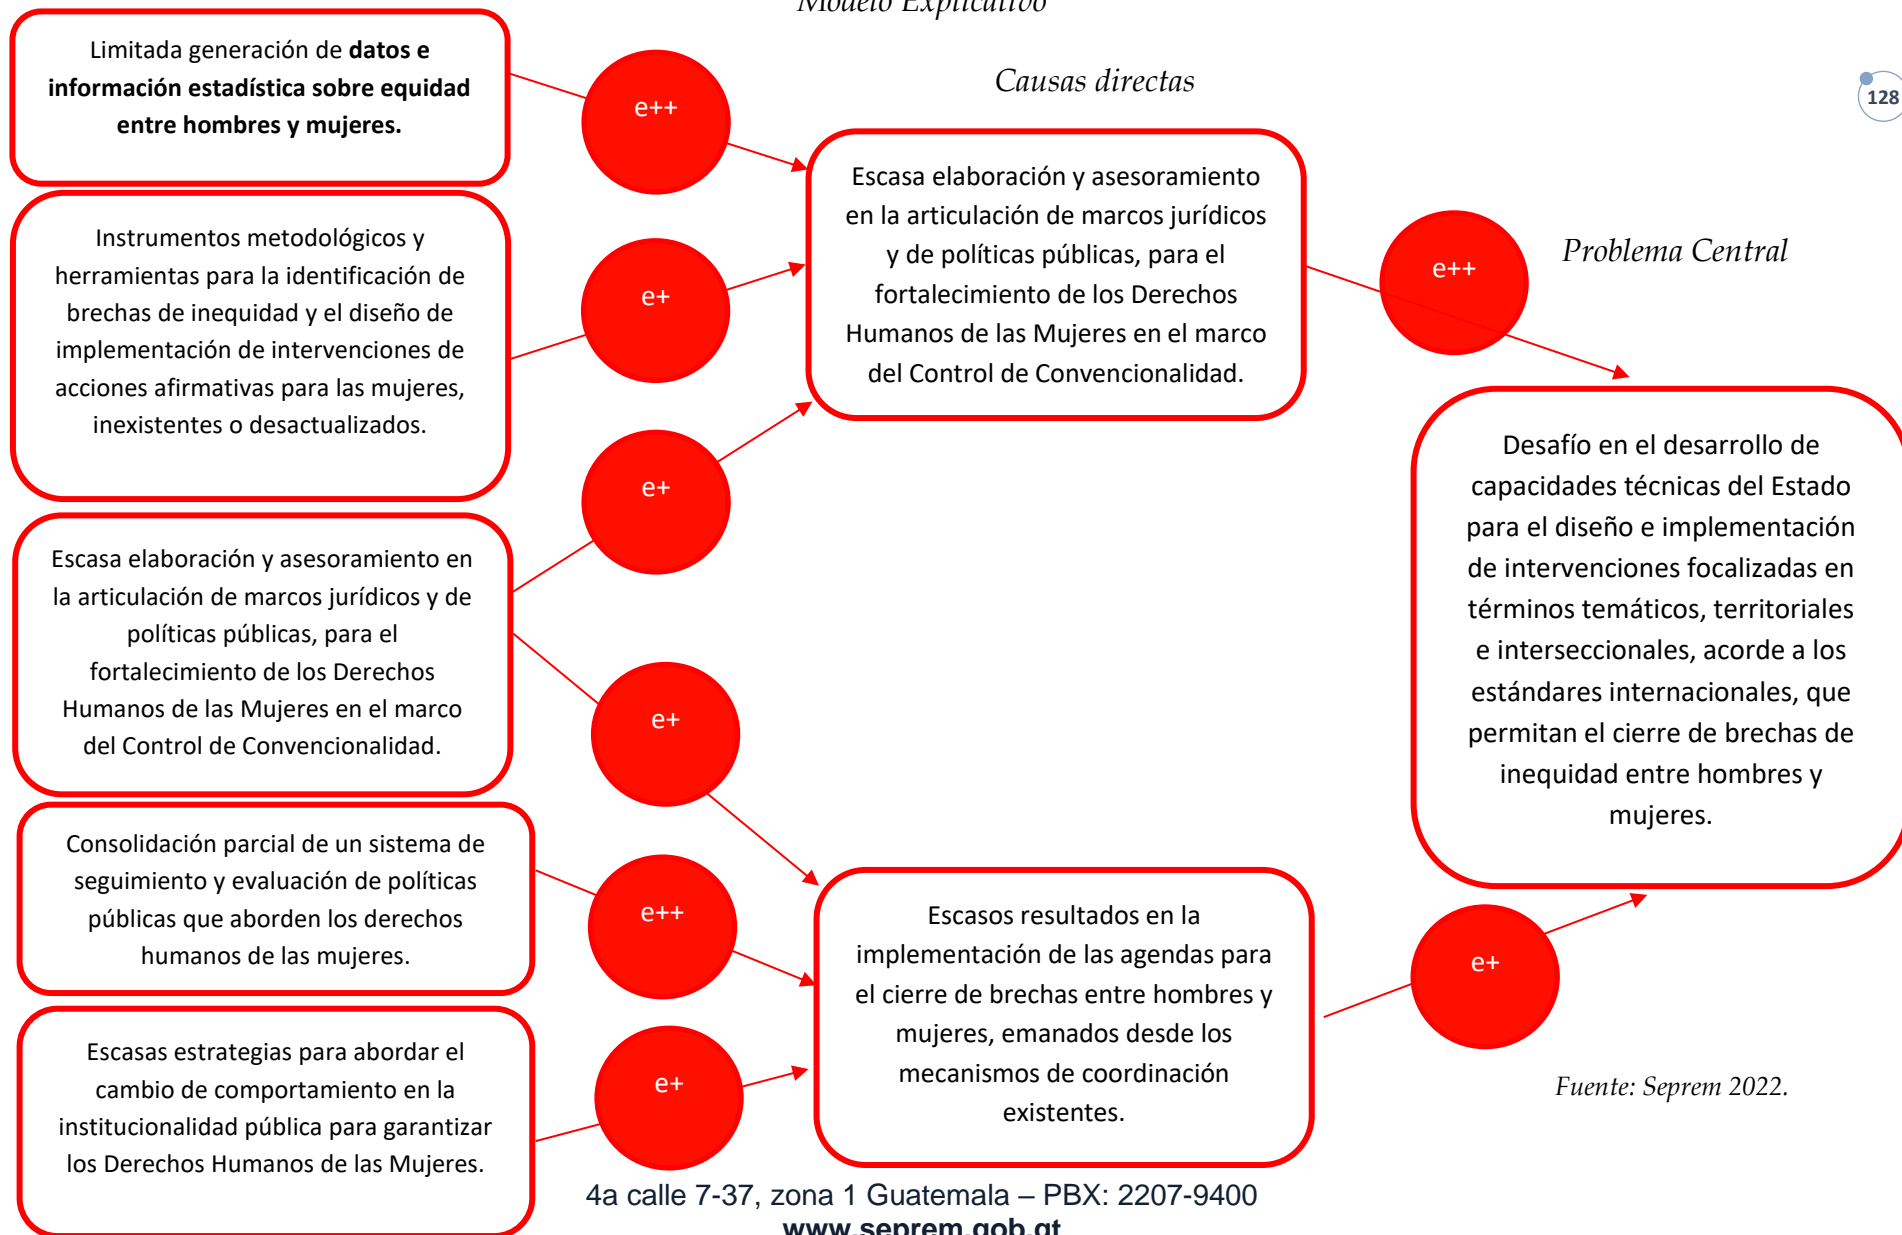 Modelo Explicativo
128
Limitada generación de datos e
información estadística sobre equidad
entre hombres y mujeres.
Instrumentos metodológicos y
herramientas para la identificación de
brechas de inequidad y el diseño de
implementación de intervenciones de
acciones afirmativas para las mujeres,
inexistentes o desactualizados.
Escasa elaboración y asesoramiento en
la articulación de marcos jurídicos y de
políticas públicas, para el
fortalecimiento de los Derechos
Humanos de las Mujeres en el marco
del Control de Convencionalidad.
Consolidación parcial de un sistema de
seguimiento y evaluación de políticas
públicas que aborden los derechos
humanos de las mujeres.
Escasas estrategias para abordar el
cambio de comportamiento en la
institucionalidad pública para garantizar
los Derechos Humanos de las Mujeres.
e++
e+
e+
e+
e++
e+
Causas directas
Escasa elaboración y asesoramiento
en la articulación de marcos jurídicos
y de políticas públicas, para el
fortalecimiento de los Derechos
Humanos de las Mujeres en el marco
del Control de Convencionalidad.
Escasos resultados en la
implementación de las agendas para
el cierre de brechas entre hombres y
mujeres, emanados desde los
mecanismos de coordinación
existentes.
e++
e+
Problema Central
Desafío en el desarrollo de
capacidades técnicas del Estado
para el diseño e implementación
de intervenciones focalizadas en
términos temáticos, territoriales
e interseccionales, acorde a los
estándares internacionales, que
permitan el cierre de brechas de
inequidad entre hombres y
mujeres.
Fuente: Seprem 2022.
4a calle 7-37, zona 1 Guatemala – PBX: 2207-9400
www.seprem.gob.gt